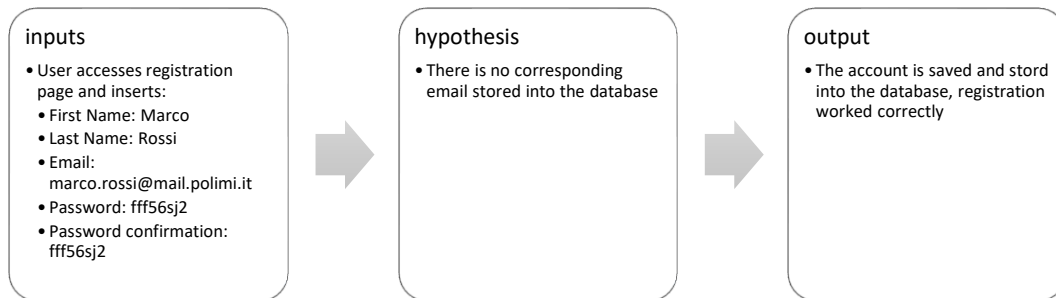 inputs
• User accesses registration
page and inserts:
• First Name: Marco
• Last Name: Rossi
• Email:
marco.rossi@mail.polimi.it
• Password: fff56sj2
• Password confirmation:
fff56sj2
hypothesis
• There is no corresponding
email stored into the database
output
• The account is saved and stord
into the database, registration
worked correctly